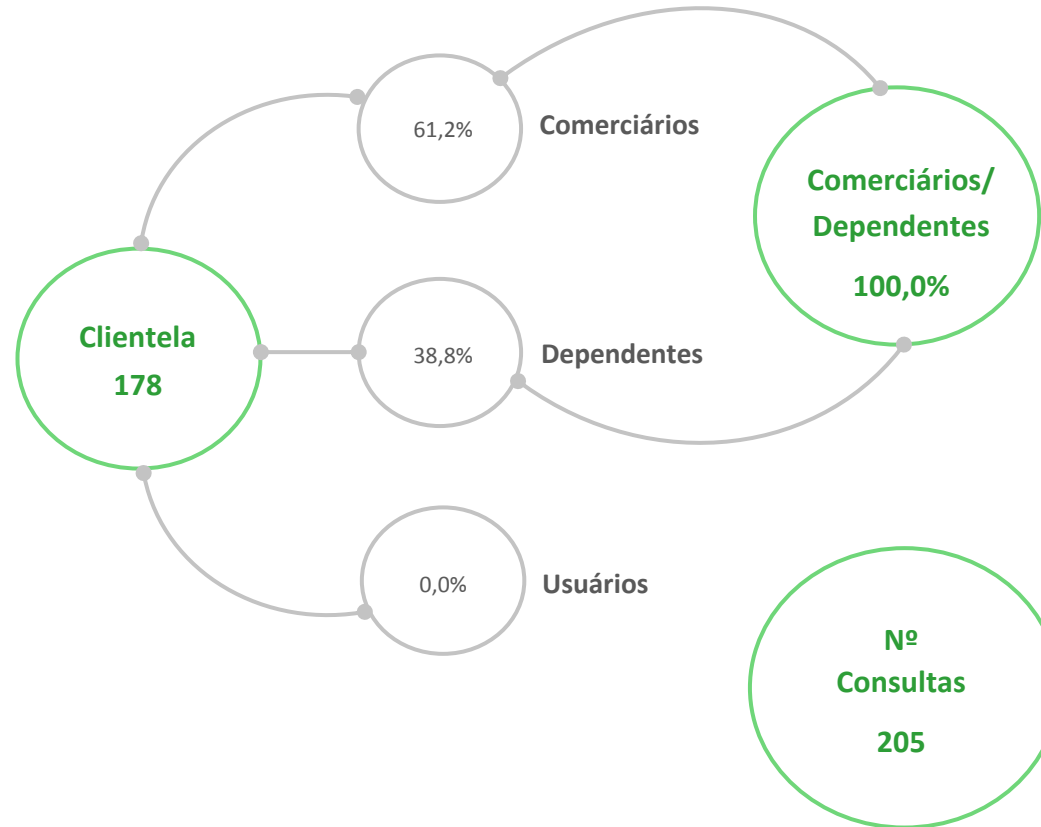 61,2%
Comerciários
Comerciários/
Dependentes
100,0%
Clientela
178
38,8%
Dependentes
0,0%
Usuários
Nº
Consultas
205